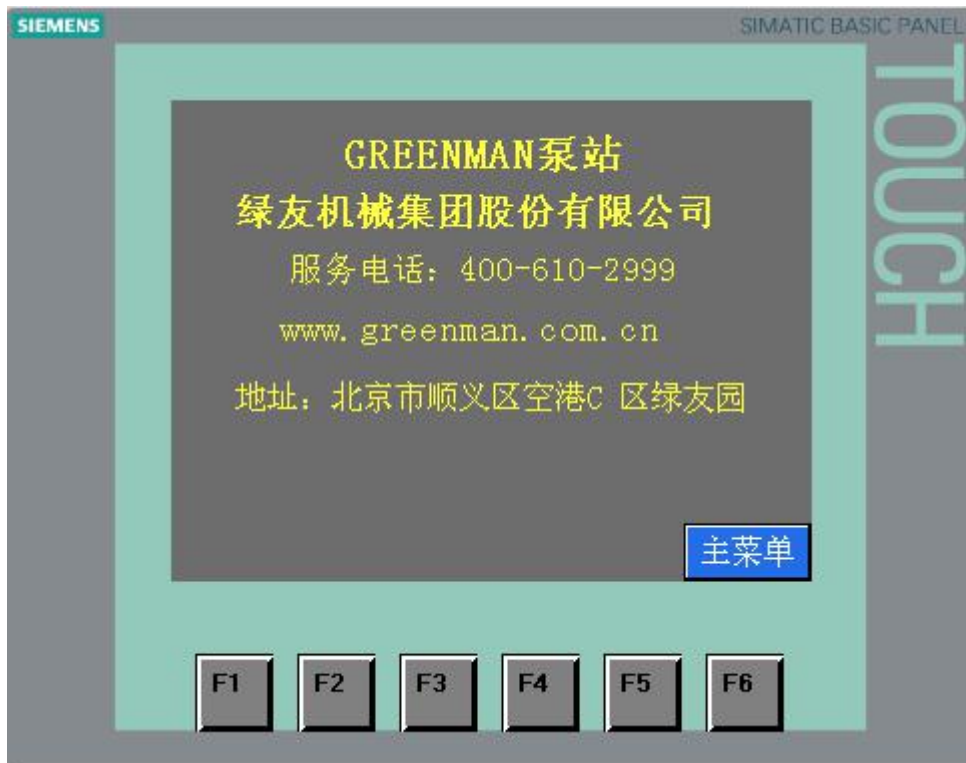 SIEMENS
SIMATIC BASIC PANEL
TOUCH
GREENMAN泵站
绿友机械集团股份有限公司
服务电话：400-610-2999
www.greenman.com.cn
地址：北京市顺义区空港C 区绿友园
主菜单
F1 F2 F3 F4 F5 F6